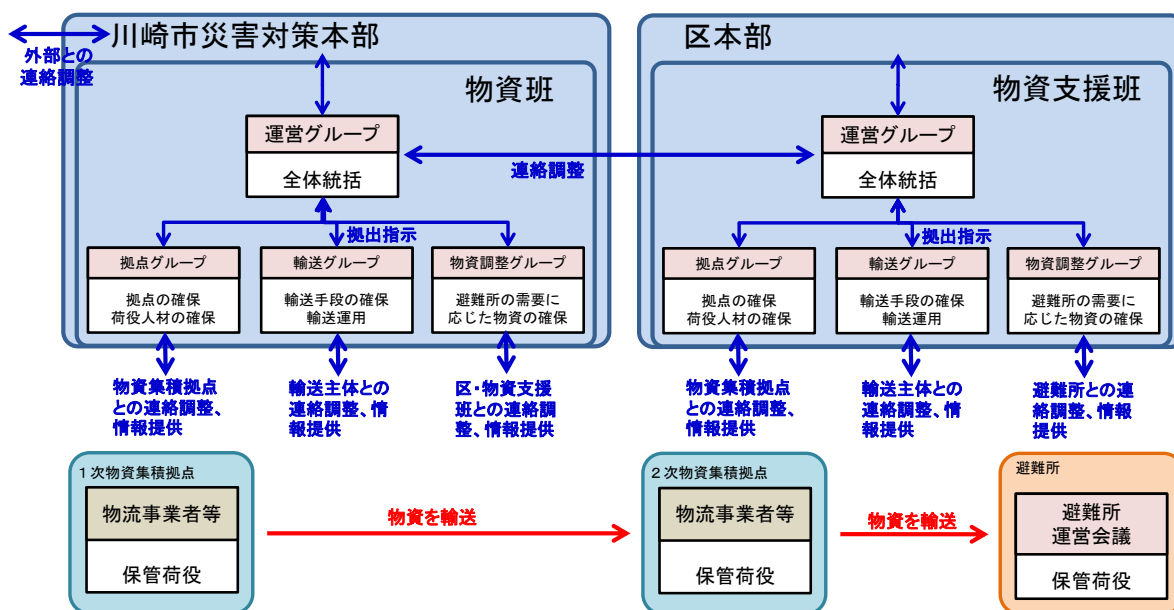 川崎市災害対策本部
外部との
連絡調整
物資班
運営グループ
全体統括
拠出指示
拠点グループ
拠点の確保
荷役人材の確保
輸送グループ
輸送手段の確保
輸送運用
物資調整グループ
避難所の需要に
応じた物資の確保
物資集積拠点
との連絡調整、
情報提供
輸送主体との
連絡調整、情
報提供
区・物資支援
班との連絡調
整、情報提供
連絡調整
区本部
物資支援班
運営グループ
全体統括
拠出指示
拠点グループ
拠点の確保
荷役人材の確保
輸送グループ
輸送手段の確保
輸送運用
物資調整グループ
避難所の需要に
応じた物資の確保
物資集積拠点
との連絡調整、
情報提供
輸送主体との
連絡調整、情
報提供
避難所との連
絡調整、情報
提供
1次物資集積拠点
物流事業者等
保管荷役
物資を輸送
2次物資集積拠点
物流事業者等
保管荷役
物資を輸送
避難所
避難所
運営会議
保管荷役